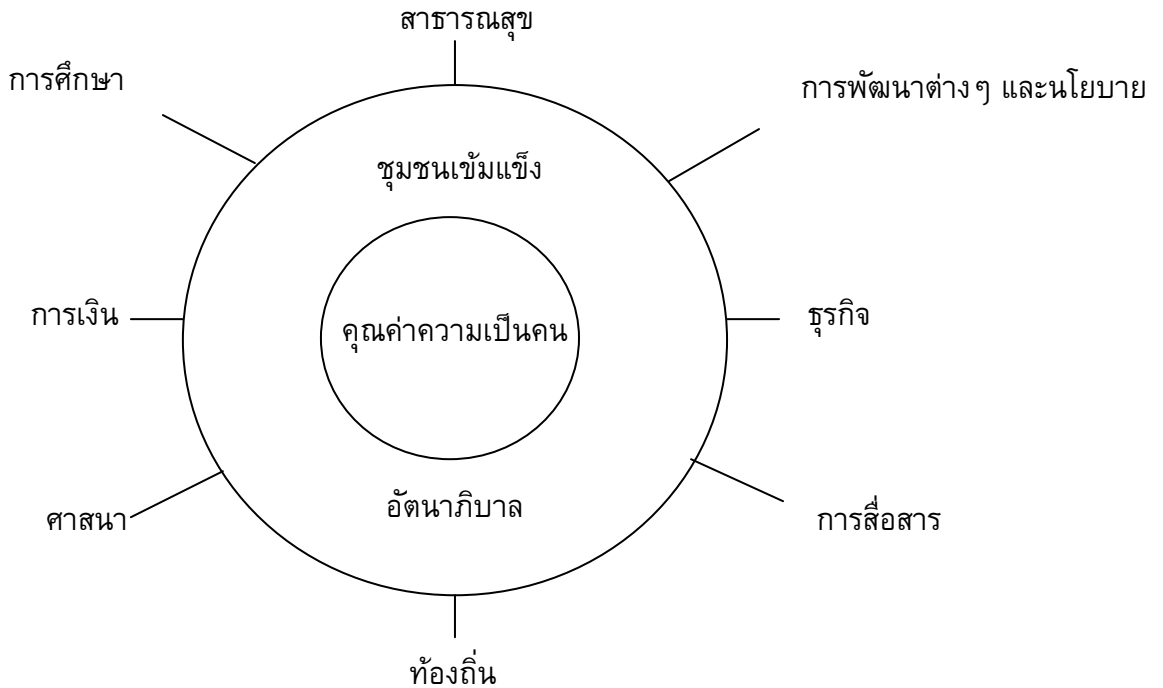 สาธารณสุข
การศึกษา
การพัฒนาต่างๆ และนโยบาย
ชุมชนเข้มแข็ง
การเงิน
คุณค่าความเป็นคน
ธุรกิจ
ศาสนา
อัตนาภิบาล
การสื่อสาร
ท้องถิ่น